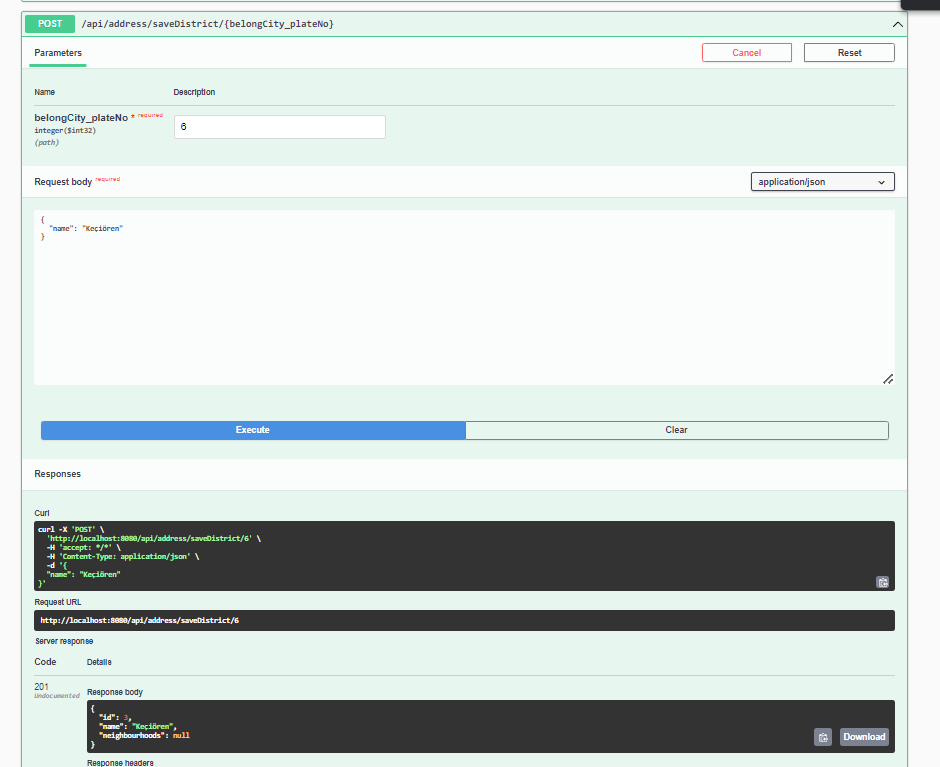 POST /api/address/saveDistrict/{belongCity_plateNo}
Parameters
Cancel
Reset
Name Description
belongCity_plateNo * required
integer($int32)
(path)
6
Request body required
application/json
{
"name": "Keçiören"
}
Execute
Clear
Responses
Curl
curl -X 'POST' \
'http://localhost:8080/api/address/saveDistrict/6' \
-H 'accept: */*' \
-H 'Content-Type: application/json' \
-d '{
"name": "Keçiören"
}'
Request URL
http://localhost:8080/api/address/saveDistrict/6
Server response
Code Details
201
Undocumented
Response body
{
"id": 3,
"name": "Keçiören",
"neighbourhoods": null
}
Download
Response headers